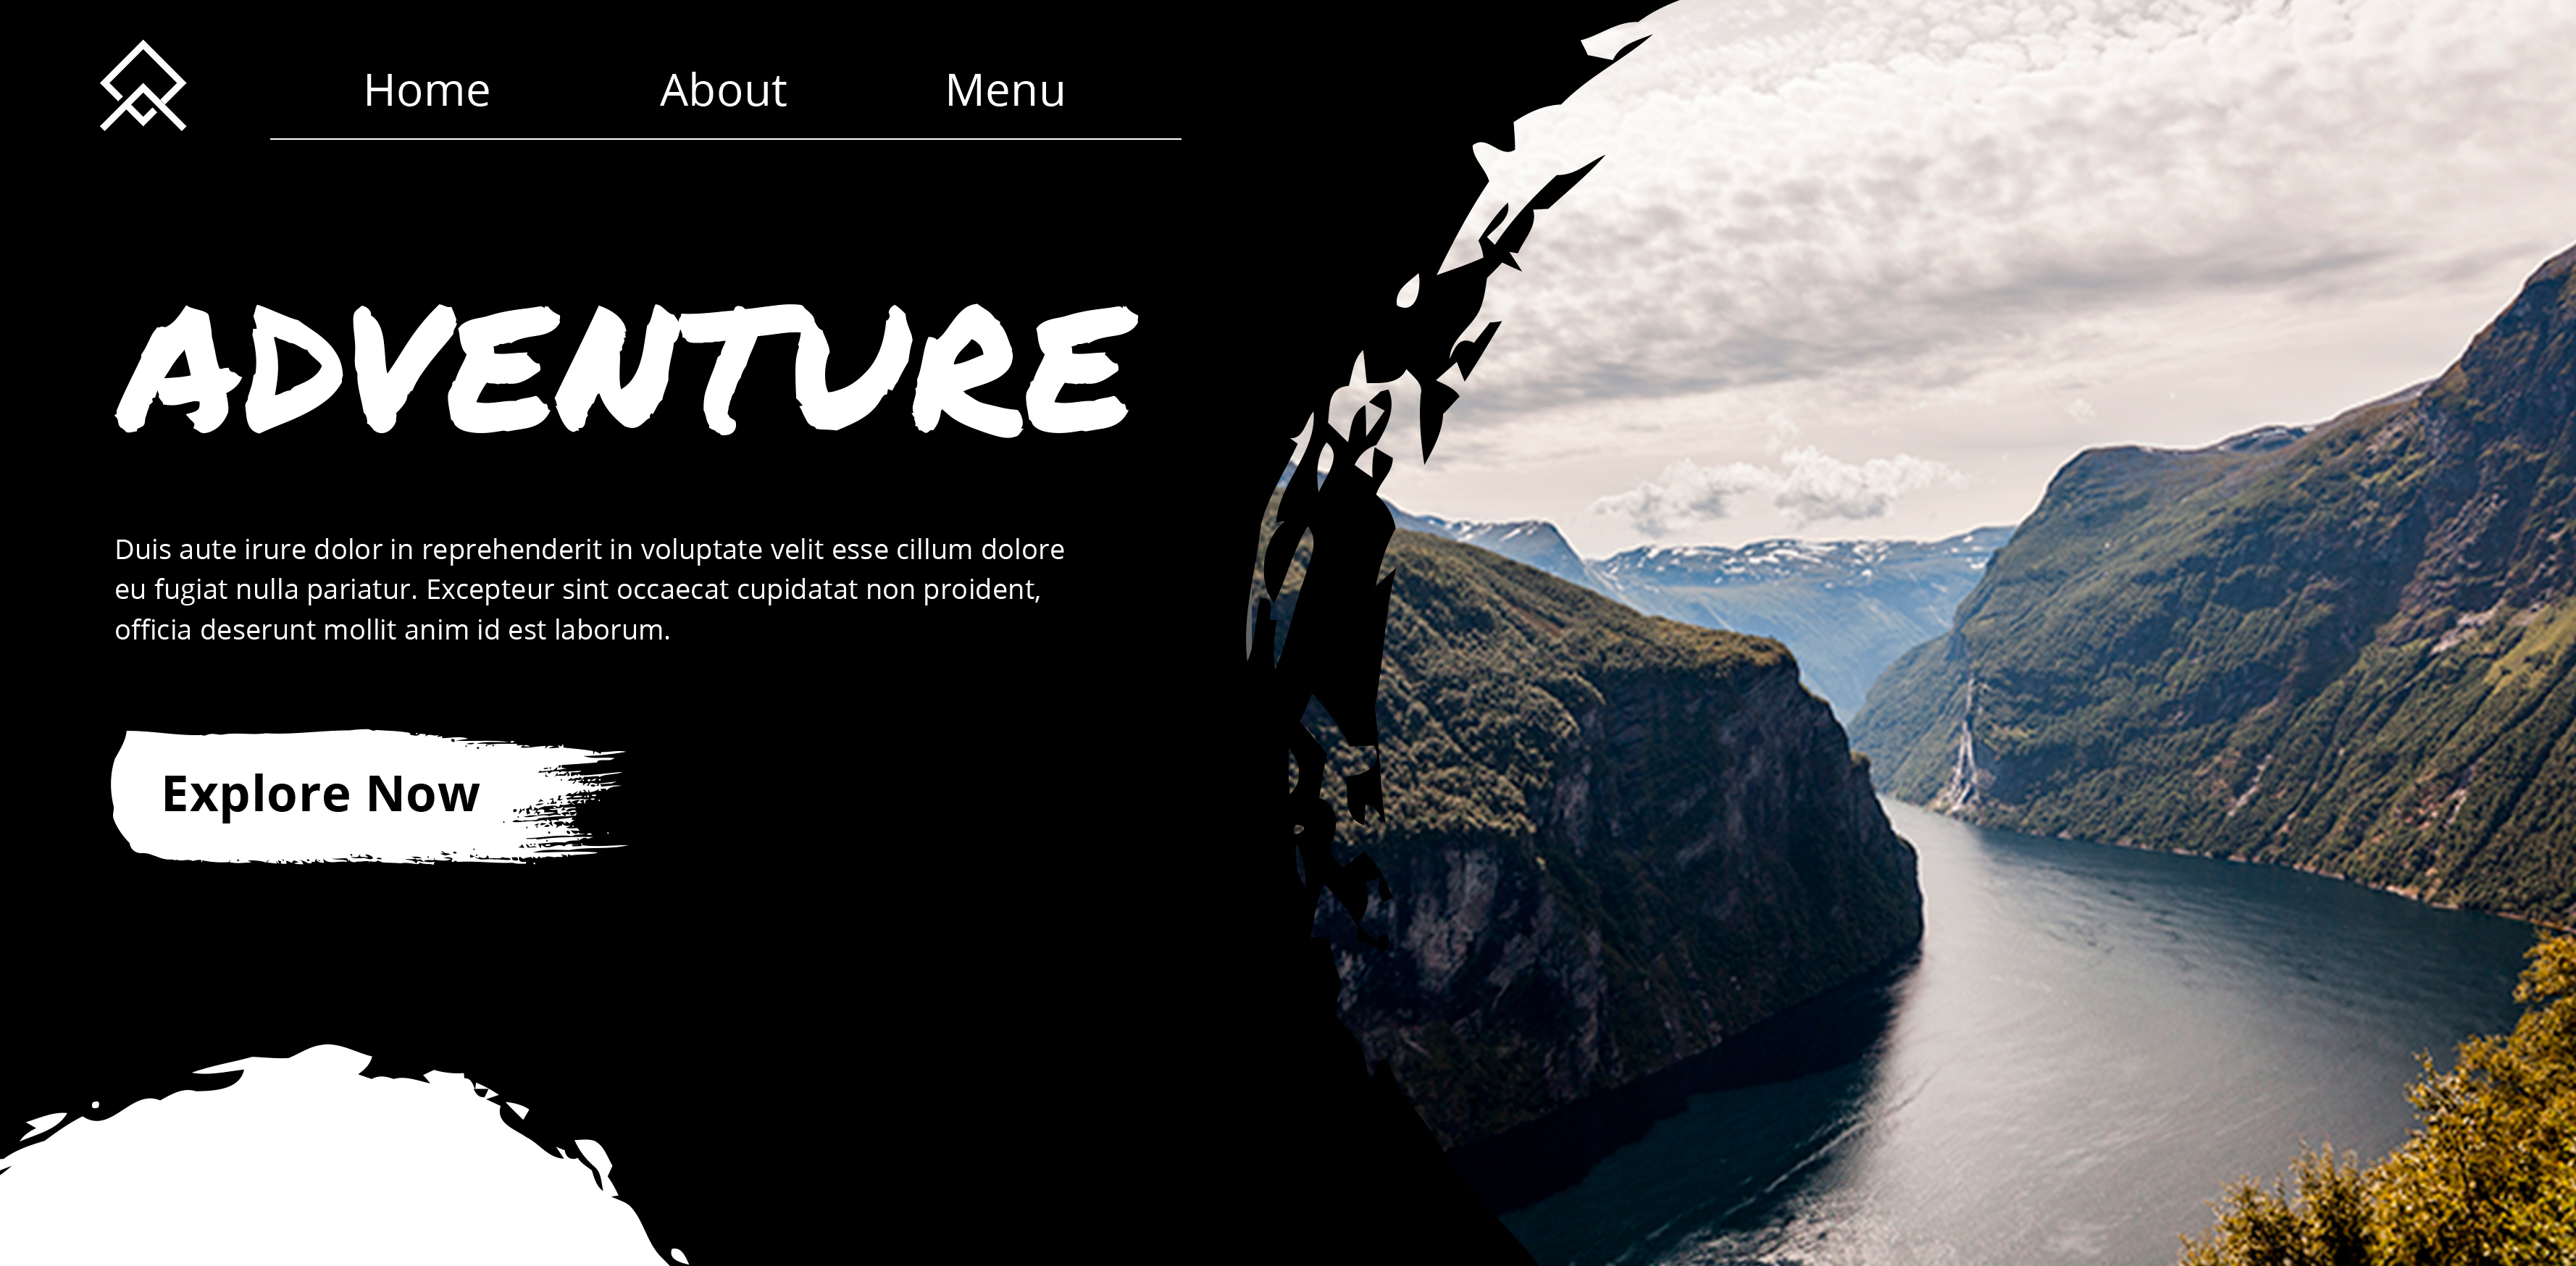 Home About Menu
ADVENTURE
Duis aute irure dolor in reprehenderit in voluptate velit esse cillum dolore
eu fugiat nulla pariatur. Excepteur sint occaecat cupidatat non proident,
officia deserunt mollit anim id est laborum.
Explore Now